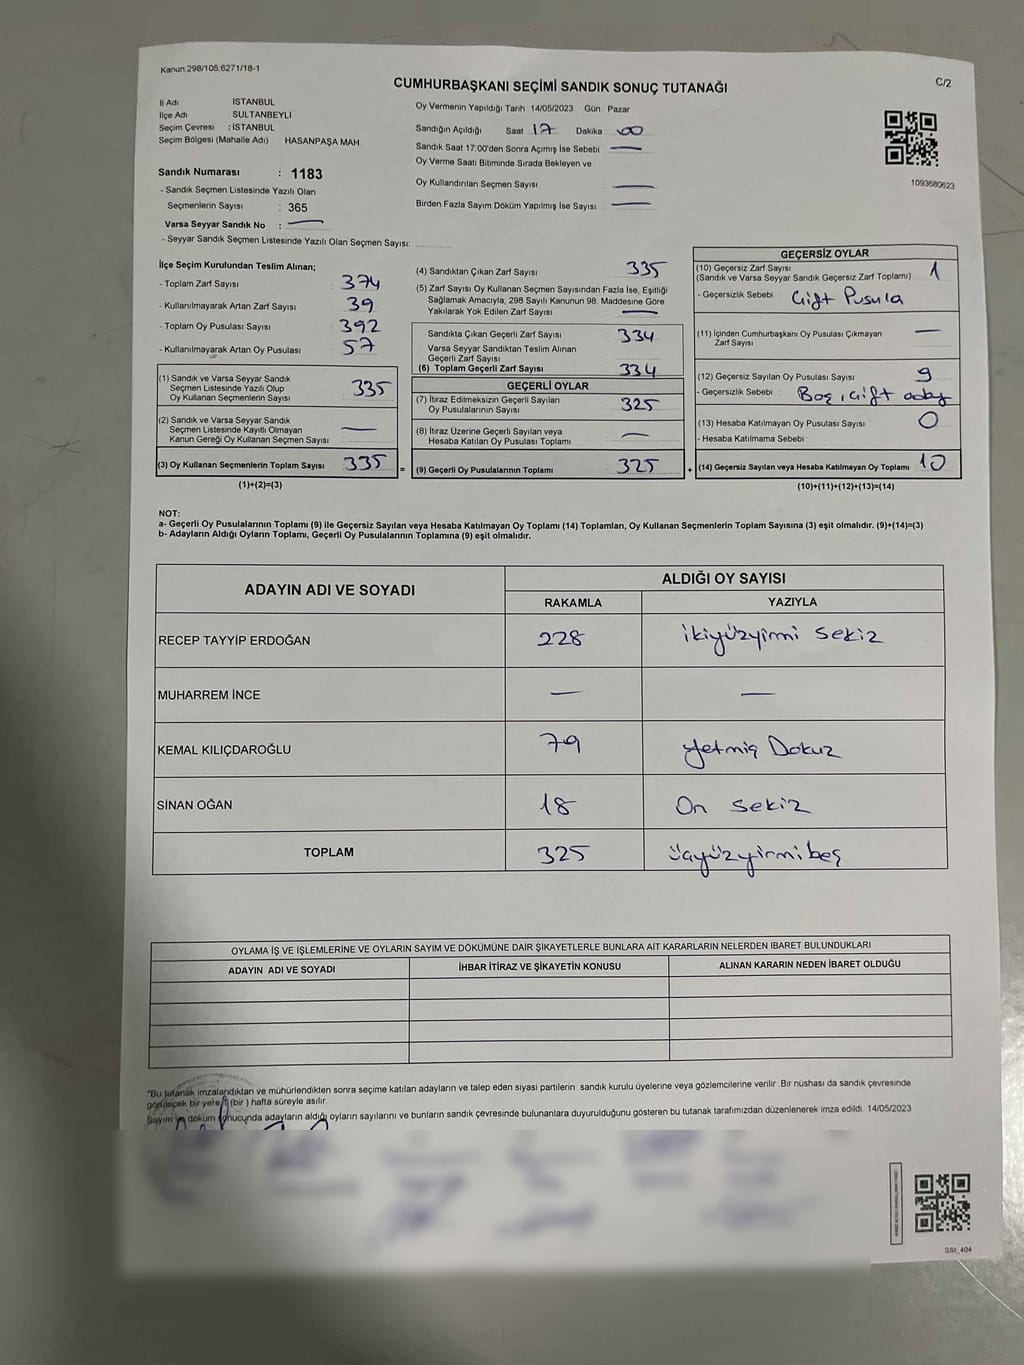 Kanun:298/105;6271/18-1
C/2
CUMHURBAŞKANI SEÇİMİ SANDIK SONUÇ TUTANAĞI
İl Adı İSTANBUL
İlçe Adı : SULTANBEYLİ
Seçim Çevresi : İSTANBUL
Seçim Bölgesi (Mahalle Adı) HASANPAŞA MAH.
Sandık Numarası : 1183
- Sandık Seçmen Listesinde Yazılı Olan
Seçmenlerin Sayısı : 365
Varsa Seyyar Sandık No : —
- Seyyar Sandık Seçmen Listesinde Yazılı Olan Seçmen Sayısı:
Oy Vermenin Yapıldığı Tarih 14/05/2023 Gün Pazar
Sandığın Açıldığı Saat 17 Dakika 00
Sandık Saat 17:00'den Sonra Açımış İse Sebebi —
Oy Verme Saati Bitiminde Sırada Bekleyen ve
Oy Kullandırılan Seçmen Sayısı —
Birden Fazla Sayım Döküm Yapılmış İse Sayısı —
1093680623
İlçe Seçim Kurulundan Teslim Alınan;
- Toplam Zarf Sayısı : 374
- Kullanılmayarak Artan Zarf Sayısı : 39
- Toplam Oy Pusulası Sayısı : 392
- Kullanılmayarak Artan Oy Pusulası : 57
(1) Sandık ve Varsa Seyyar Sandık
Seçmen Listesinde Yazılı Olup
Oy Kullanan Seçmenlerin Sayısı : 335
(2) Sandık ve Varsa Seyyar Sandık
Seçmen Listesinde Kayıtlı Olmayan
Kanun Gereği Oy Kullanan Seçmen Sayısı : —
(3) Oy Kullanan Seçmenlerin Toplam Sayısı : 335
(1)+(2)=(3)
=
(4) Sandıktan Çıkan Zarf Sayısı : 335
(5) Zarf Sayısı Oy Kullanan Seçmen Sayısından Fazla İse, Eşitliği
Sağlamak Amacıyla, 298 Sayılı Kanunun 98. Maddesine Göre
Yakılarak Yok Edilen Zarf Sayısı : —
Sandıkta Çıkan Geçerli Zarf Sayısı : 334
Varsa Seyyar Sandıktan Teslim Alınan
Geçerli Zarf Sayısı
(6) Toplam Geçerli Zarf Sayısı : 334
GEÇERLİ OYLAR
(7) İtiraz Edilmeksizin Geçerli Sayılan
Oy Pusulalarının Sayısı : 325
(8) İtiraz Üzerine Geçerli Sayılan veya
Hesaba Katılan Oy Pusulası Toplamı : —
(9) Geçerli Oy Pusulalarının Toplamı : 325
+
GEÇERSİZ OYLAR
(10) Geçersiz Zarf Sayısı
(Sandık ve Varsa Seyyar Sandık Geçersiz Zarf Toplamı) : 1
- Geçersizlik Sebebi : Çift Pusula
(11) İçinden Cumhurbaşkanı Oy Pusulası Çıkmayan
Zarf Sayısı : —
(12) Geçersiz Sayılan Oy Pusulası Sayısı : 9
- Geçersizlik Sebebi : Boş, çift aday
(13) Hesaba Katılmayan Oy Pusulası Sayısı : 0
- Hesaba Katılmama Sebebi :
(14) Geçersiz Sayılan veya Hesaba Katılmayan Oy Toplamı : 10
(10)+(11)+(12)+(13)=(14)
NOT:
a- Geçerli Oy Pusulalarının Toplamı (9) ile Geçersiz Sayılan veya Hesaba Katılmayan Oy Toplamı (14) Toplamları, Oy Kullanan Seçmenlerin Toplam Sayısına (3) eşit olmalıdır. (9)+(14)=(3)
b- Adayların Aldığı Oyların Toplamı, Geçerli Oy Pusulalarının Toplamına (9) eşit olmalıdır.
ADAYIN ADI VE SOYADI ALDIĞI OY SAYISI
RAKAMLA YAZIYLA
RECEP TAYYİP ERDOĞAN 228 ikiyüzyirmi sekiz
MUHARREM İNCE — —
KEMAL KILIÇDAROĞLU 79 yetmiş Dokuz
SİNAN OĞAN 18 On sekiz
TOPLAM 325 üçyüzyirmi beş
OYLAMA İŞ VE İŞLEMLERİNE VE OYLARIN SAYIM VE DÖKÜMÜNE DAİR ŞİKAYETLERLE BUNLARA AİT KARARLARIN NELERDEN İBARET BULUNDUKLARI
ADAYIN ADI VE SOYADI İHBAR İTİRAZ VE ŞİKAYETİN KONUSU ALINAN KARARIN NEDEN İBARET OLDUĞU
*Bu tutanak imzalandıktan ve mühürlendikten sonra seçime katılan adayların ve talep eden siyasi partilerin sandık kurulu üyelerine veya gözlemcilerine verilir. Bir nüshası da sandık çevresinde
görülecek bir yere 1 (bir ) hafta süreyle asılır.
Sayım ve döküm sonucunda adayların aldığı oyların sayılarını ve bunların sandık çevresinde bulunanlara duyurulduğunu gösteren bu tutanak tarafımızdan düzenlenerek imza edildi. 14/05/2023
SSI_404